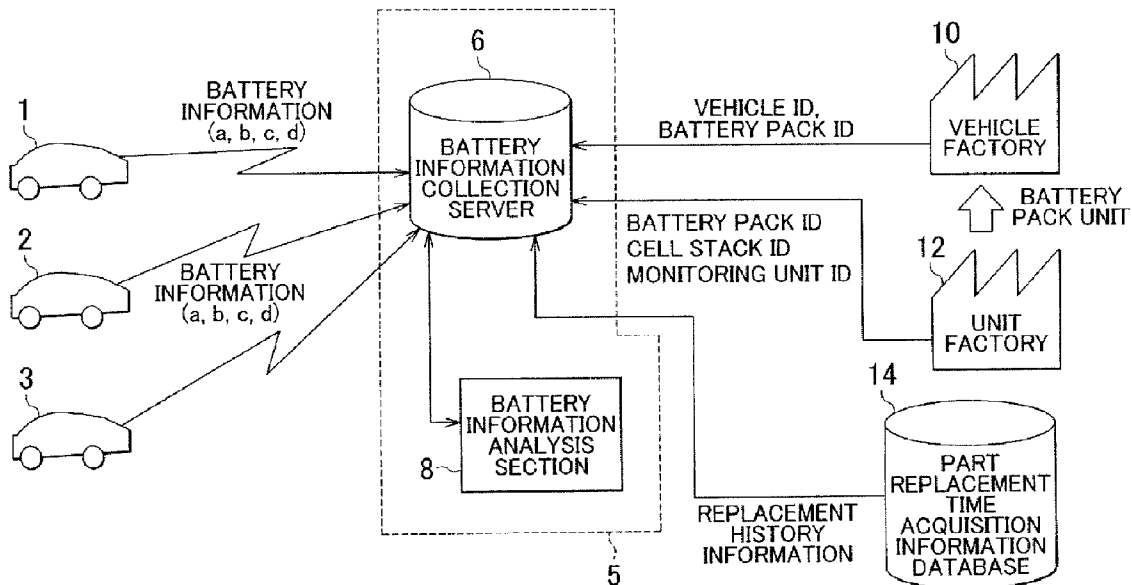 1
BATTERY
INFORMATION
(a, b, c, d)
2
BATTERY
INFORMATION
(a, b, c, d)
3
6
BATTERY
INFORMATION
COLLECTION
SERVER
8
BATTERY
INFORMATION
ANALYSIS
SECTION
5
VEHICLE ID,
BATTERY PACK ID
10
VEHICLE
FACTORY
BATTERY
PACK UNIT
BATTERY PACK ID
CELL STACK ID
MONITORING UNIT ID
12
UNIT
FACTORY
REPLACEMENT
HISTORY
INFORMATION
14
PART
REPLACEMENT
TIME
ACQUISITION
INFORMATION
DATABASE